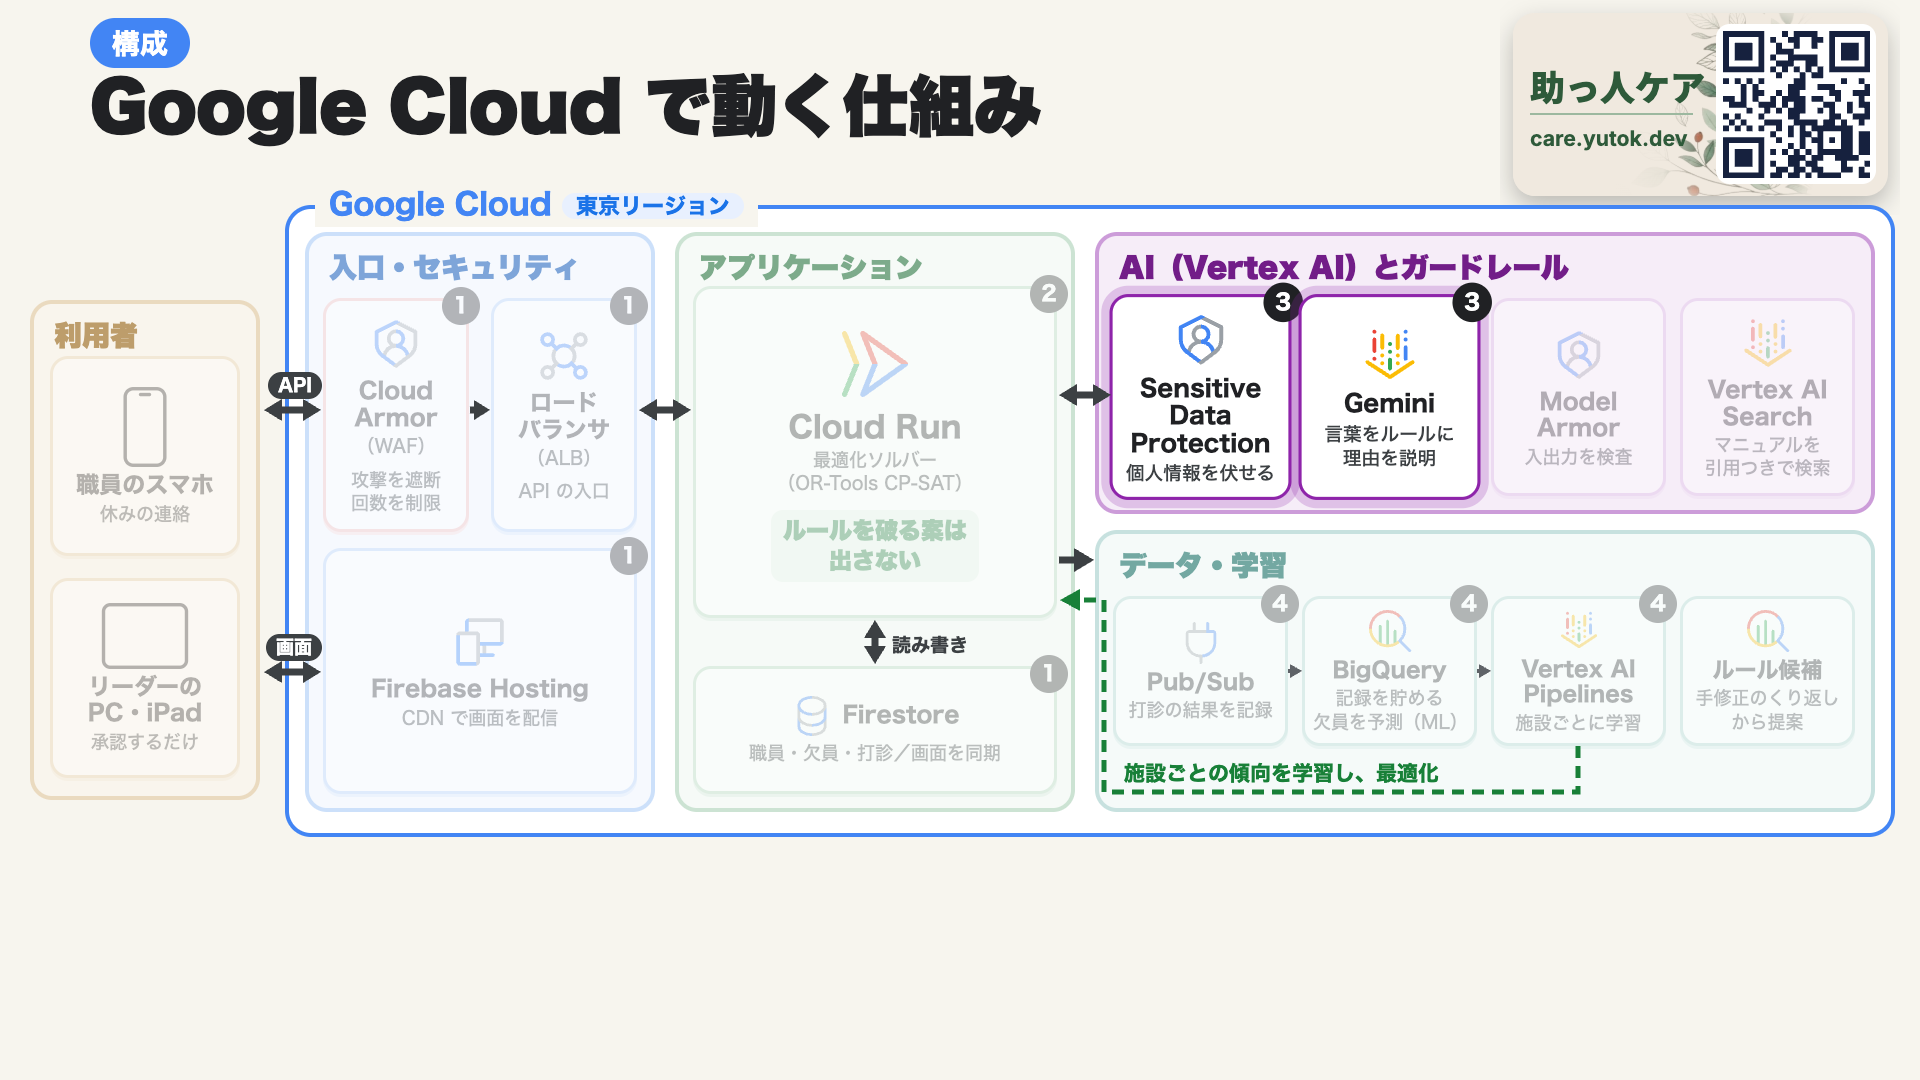 構成
Google Cloud で動く仕組み
助っ人ケア
care.yutok.dev
Google Cloud 東京リージョン
利用者
職員のスマホ
休みの連絡
リーダーの
PC・iPad
承認するだけ
API
画面
入口・セキュリティ
1
Cloud
Armor
（WAF）
攻撃を遮断
回数を制限
1
ロード
バランサ
（ALB）
API の入口
1
Firebase Hosting
CDN で画面を配信
アプリケーション
2
Cloud Run
最適化ソルバー
（OR-Tools CP-SAT）
ルールを破る案は
出さない
読み書き
1
Firestore
職員・欠員・打診／画面を同期
AI（Vertex AI）とガードレール
3
Sensitive
Data
Protection
個人情報を伏せる
3
Gemini
言葉をルールに
理由を説明
Model
Armor
入出力を検査
Vertex AI
Search
マニュアルを
引用つきで検索
データ・学習
4
Pub/Sub
打診の結果を記録
4
BigQuery
記録を貯める
欠員を予測（ML）
4
Vertex AI
Pipelines
施設ごとに学習
ルール候補
手修正のくり返し
から提案
施設ごとの傾向を学習し、最適化